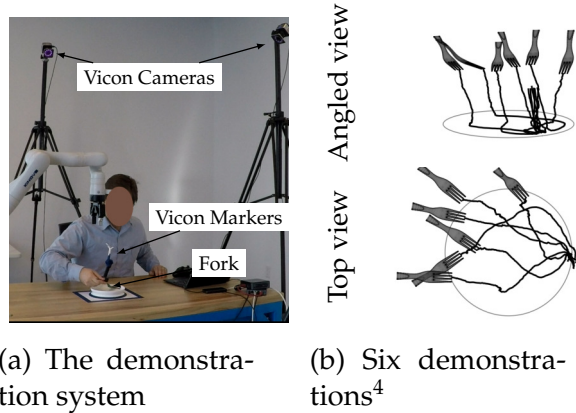 Vicon Cameras
Vicon Markers
Fork
Angled view
Top view
(a) The demonstra-
tion system
(b) Six demonstra-
tions4